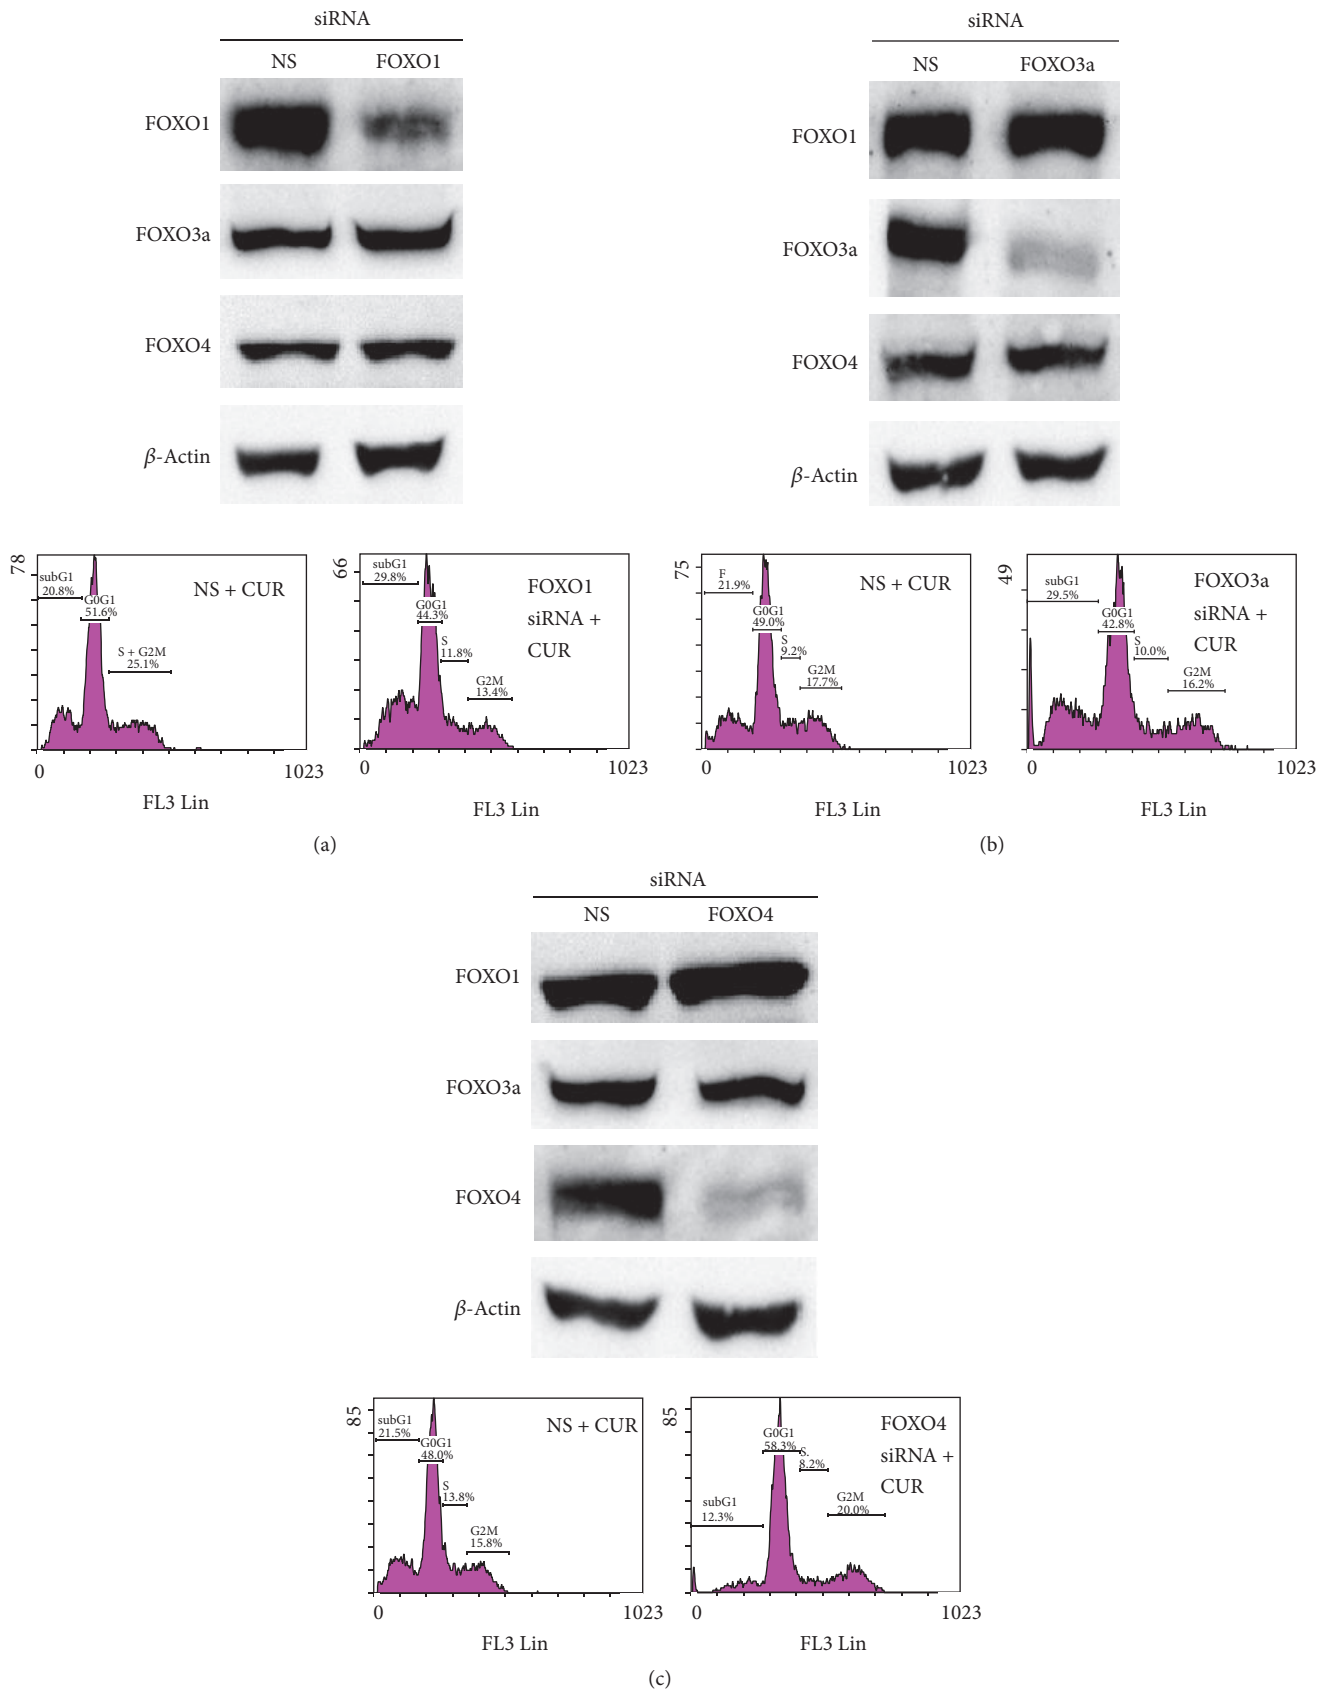 siRNA
NS FOXO1
FOXO1
FOXO3a
FOXO4
β-Actin
78
subG1
20.8%
G0G1
51.6%
S + G2M
25.1%
NS + CUR
0 1023
FL3 Lin
66
subG1
29.8%
G0G1
44.3%
S
11.8%
G2M
13.4%
FOXO1
siRNA +
CUR
0 1023
FL3 Lin
(a)
siRNA
NS FOXO3a
FOXO1
FOXO3a
FOXO4
β-Actin
75
F
21.9%
G0G1
49.0%
S
9.2%
G2M
17.7%
NS + CUR
0 1023
FL3 Lin
49
subG1
29.5%
G0G1
42.8%
S
10.0%
G2M
16.2%
FOXO3a
siRNA +
CUR
0 1023
FL3 Lin
(b)
siRNA
NS FOXO4
FOXO1
FOXO3a
FOXO4
β-Actin
85
subG1
21.5%
G0G1
48.0%
S
13.8%
G2M
15.8%
NS + CUR
0 1023
FL3 Lin
85
subG1
12.3%
G0G1
58.3%
S.
8.2%
G2M
20.0%
FOXO4
siRNA +
CUR
0 1023
FL3 Lin
(c)